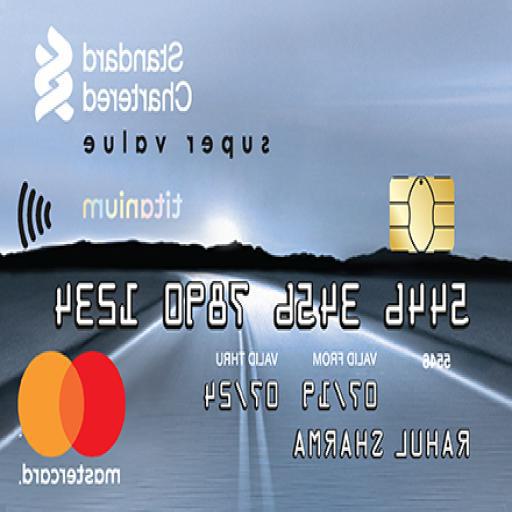 Standard
Chartered
super value
titanium
5446 3456 7890 1234
5546 VALID FROM VALID THRU
07/19 07/24
RAHUL SHARMA
mastercard.